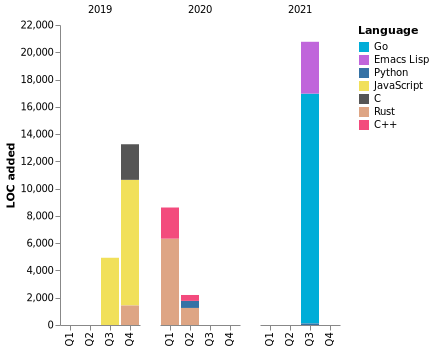 2019 2020 2021
Language
Go
Emacs Lisp
Python
JavaScript
C
Rust
C++
LOC added
22,000
20,000
18,000
16,000
14,000
12,000
10,000
8,000
6,000
4,000
2,000
0
Q1 Q2 Q3 Q4 Q1 Q2 Q3 Q4 Q1 Q2 Q3 Q4